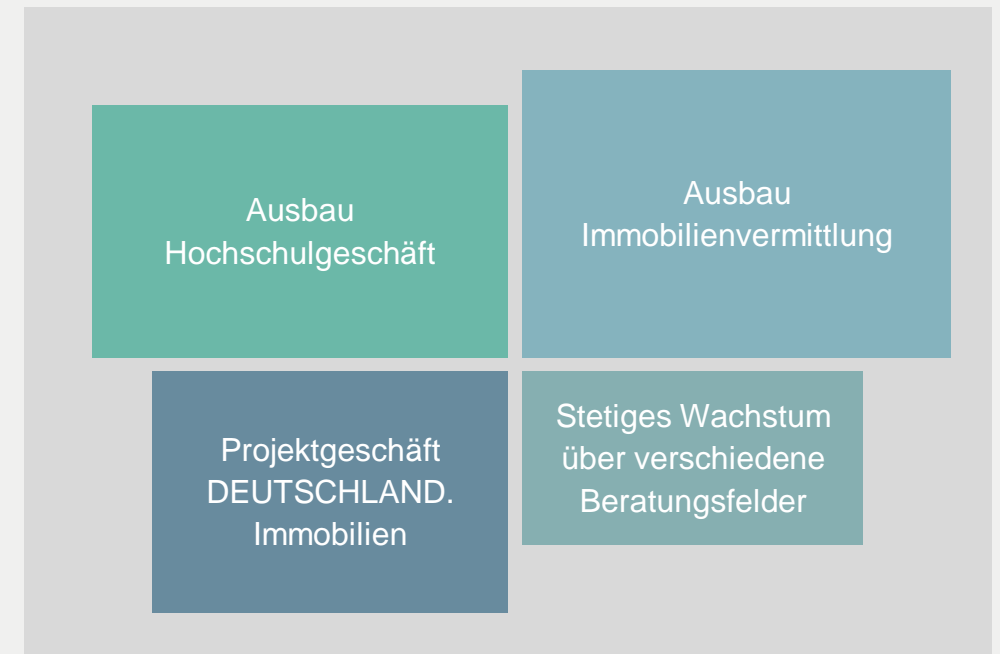 Ausbau
Hochschulgeschäft
Ausbau
Immobilienvermittlung
Projektgeschäft
DEUTSCHLAND.
Immobilien
Stetiges Wachstum
über verschiedene
Beratungsfelder